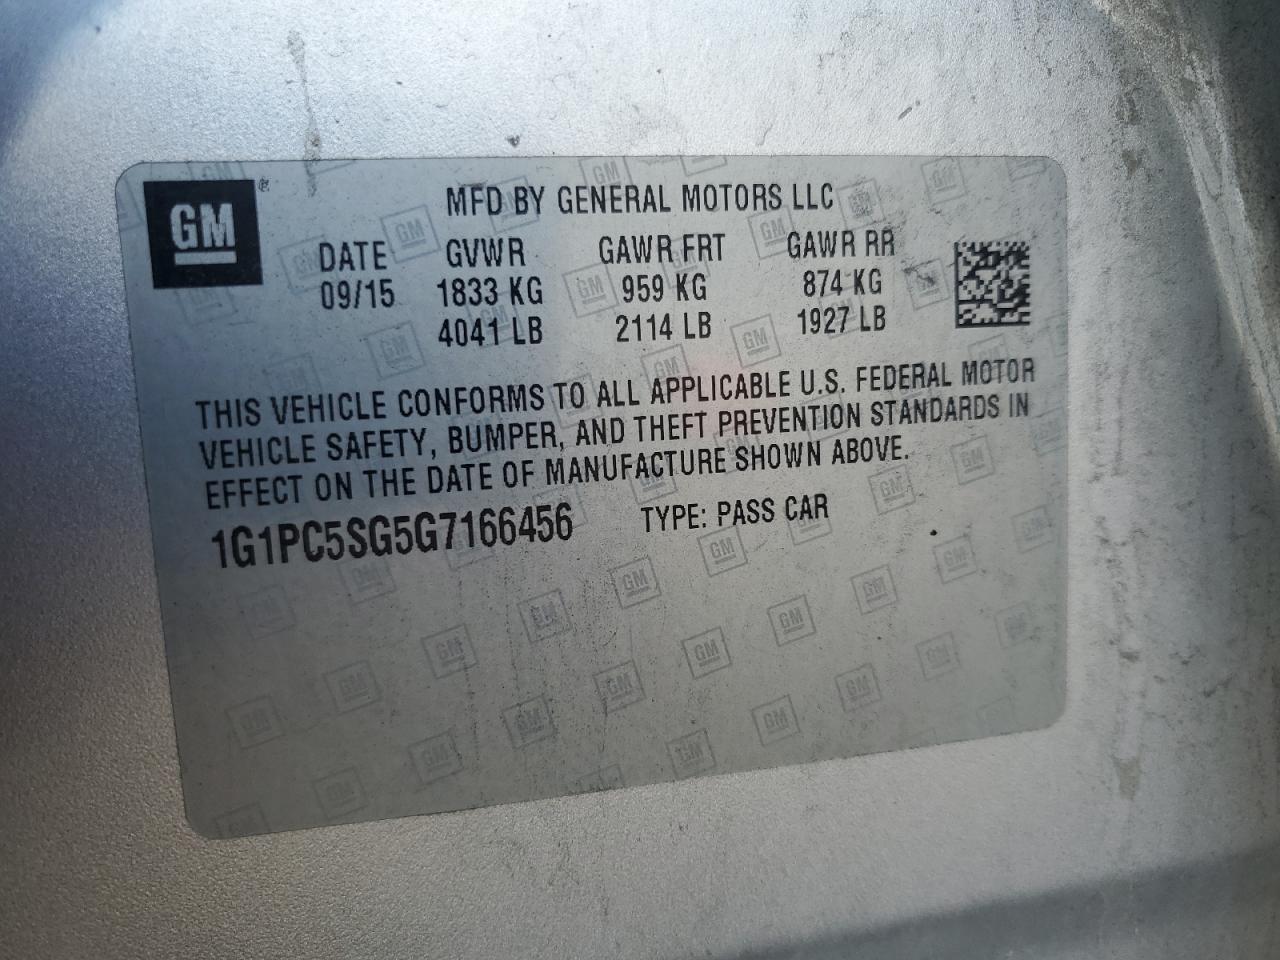 GM®
MFD BY GENERAL MOTORS LLC
DATE GVWR GAWR FRT GAWR RR
09/15 1833 KG 959 KG 874 KG
4041 LB 2114 LB 1927 LB
THIS VEHICLE CONFORMS TO ALL APPLICABLE U.S. FEDERAL MOTOR
VEHICLE SAFETY, BUMPER, AND THEFT PREVENTION STANDARDS IN
EFFECT ON THE DATE OF MANUFACTURE SHOWN ABOVE.
1G1PC5SG5G7166456 TYPE: PASS CAR